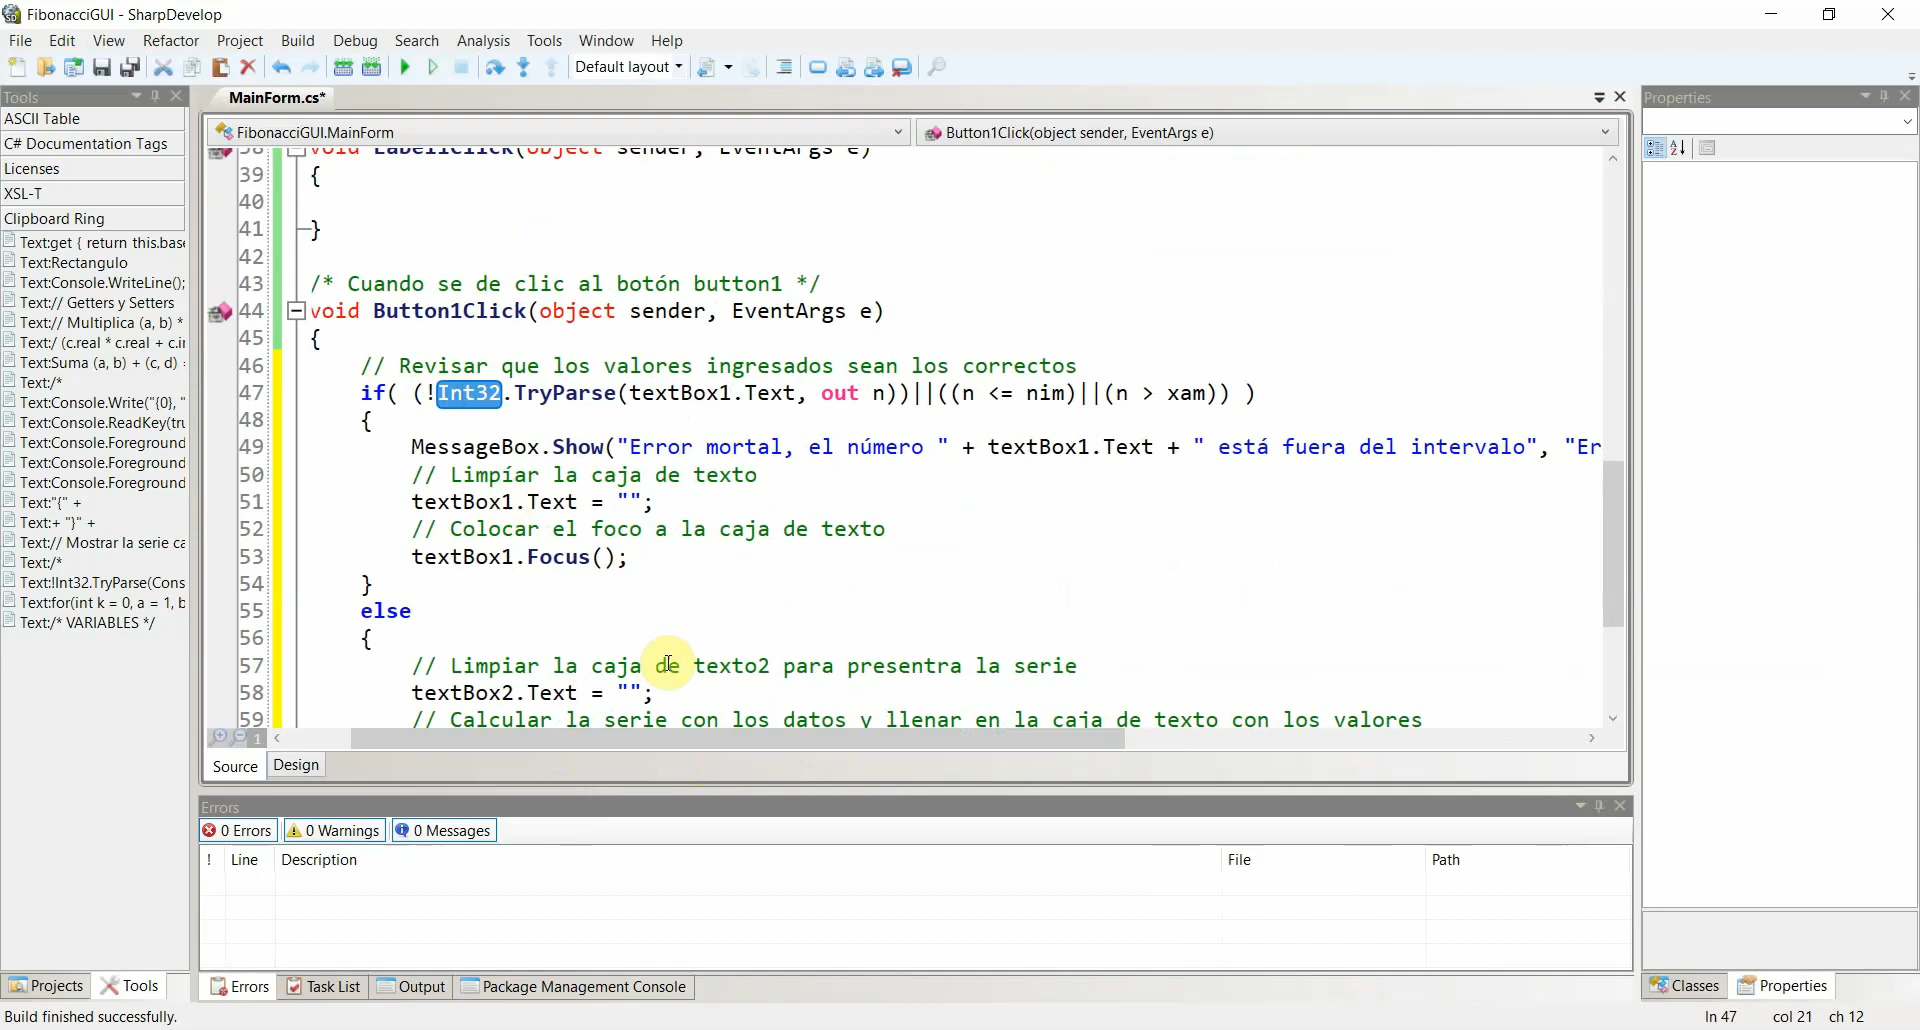 FibonacciGUI - SharpDevelop
File Edit View Refactor Project Build Debug Search Analysis Tools Window Help
Default layout
Tools
ASCII Table
C# Documentation Tags
Licenses
XSL-T
Clipboard Ring
Text:get { return this.base
Text:Rectangulo
Text:Console.WriteLine();
Text:// Getters y Setters
Text:// Multiplica (a, b) *
Text:/ (c.real * c.real + c.i
Text:Suma (a, b) + (c, d) :
Text:/*
Text:Console.Write("{0}, "
Text:Console.ReadKey(tru
Text:Console.Foreground
Text:Console.Foreground
Text:Console.Foreground
Text:"{" +
Text:+ "}" +
Text:// Mostrar la serie ca
Text:/*
Text:!Int32.TryParse(Cons
Text:for(int k = 0, a = 1, b
Text:/* VARIABLES */
Projects Tools
MainForm.cs*
FibonacciGUI.MainForm
Button1Click(object sender, EventArgs e)
38 void Label1Click(object sender, EventArgs e)
39 {
40
41 }
42
43 /* Cuando se de clic al botón button1 */
44 void Button1Click(object sender, EventArgs e)
45 {
46 // Revisar que los valores ingresados sean los correctos
47 if( (!Int32.TryParse(textBox1.Text, out n))||((n <= nim)||(n > xam)) )
48 {
49 MessageBox.Show("Error mortal, el número " + textBox1.Text + " está fuera del intervalo", "Er
50 // Limpíar la caja de texto
51 textBox1.Text = "";
52 // Colocar el foco a la caja de texto
53 textBox1.Focus();
54 }
55 else
56 {
57 // Limpiar la caja de texto2 para presentra la serie
58 textBox2.Text = "";
59 // Calcular la serie con los datos y llenar en la caja de texto con los valores
1
Source Design
Errors
0 Errors 0 Warnings 0 Messages
! Line Description File Path
Errors Task List Output Package Management Console
Properties
Classes Properties
Build finished successfully.
ln 47 col 21 ch 12